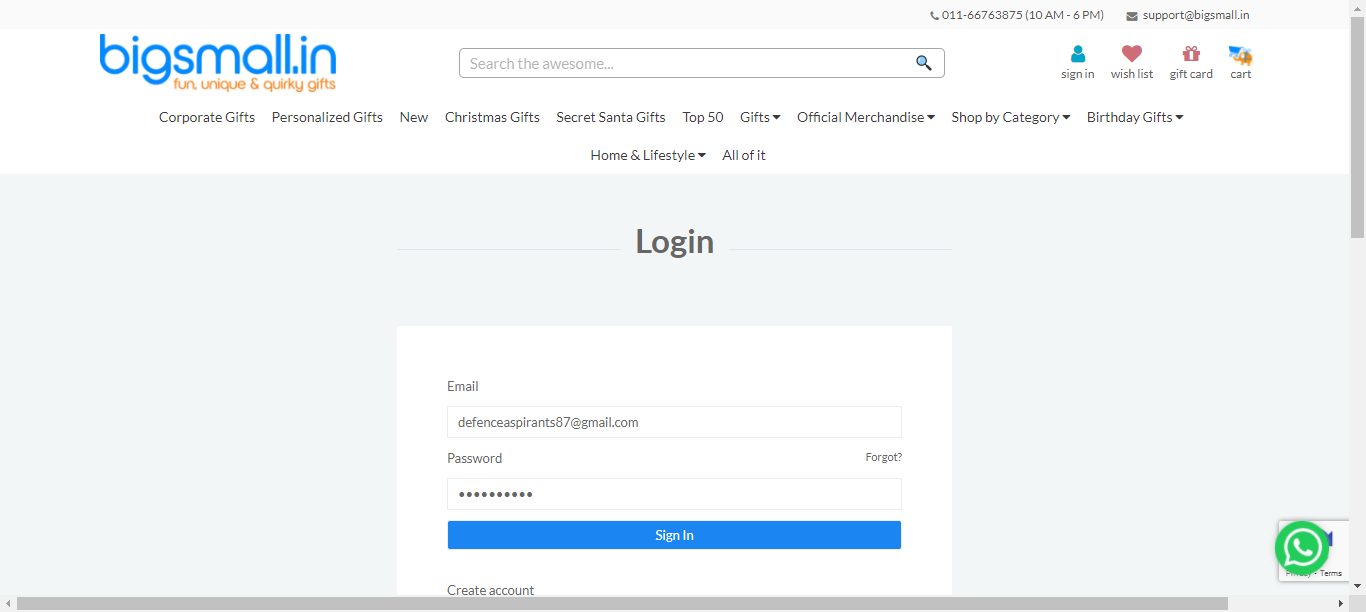 011-66763875 (10 AM - 6 PM) support@bigsmall.in
bigsmall.in
fun, unique & quirky gifts
Search the awesome...
sign in wish list gift card cart
Corporate Gifts Personalized Gifts New Christmas Gifts Secret Santa Gifts Top 50 Gifts Official Merchandise Shop by Category Birthday Gifts
Home & Lifestyle All of it
Login
Email
defenceaspirants87@gmail.com
Password Forgot?
••••••••••
Sign In
Create account
- Terms